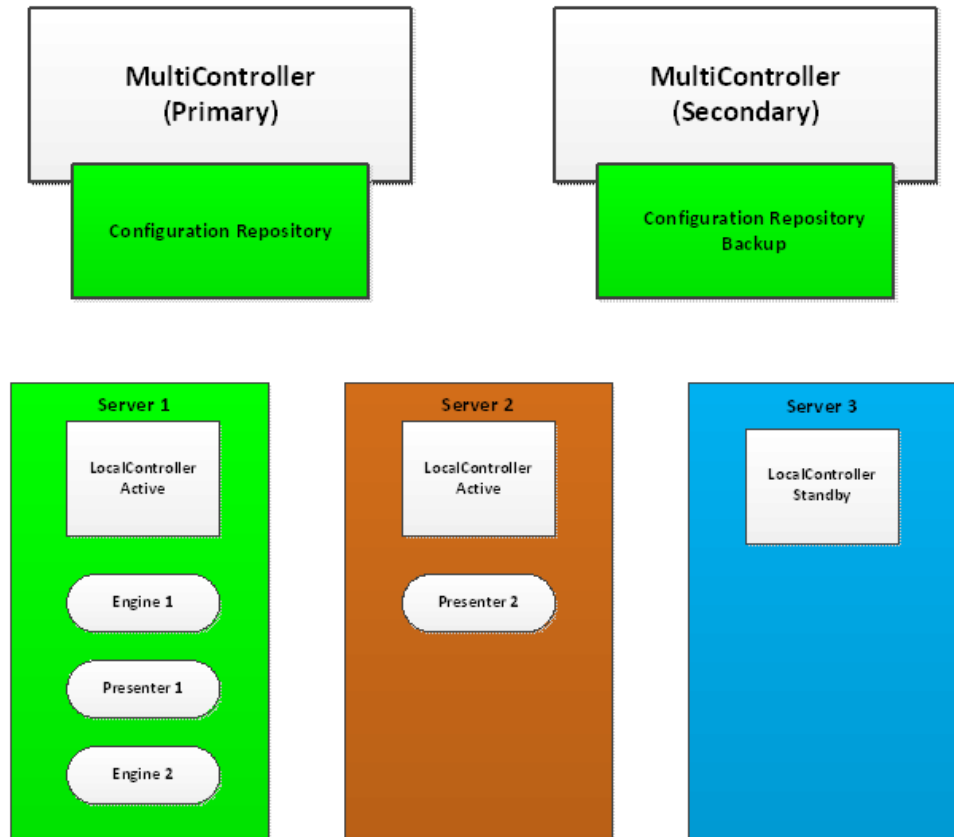 MultiController
(Primary)
Configuration Repository
MultiController
(Secondary)
Configuration Repository
Backup
Server 1
LocalController
Active
Engine 1
Presenter 1
Engine 2
Server 2
LocalController
Active
Presenter 2
Server 3
LocalController
Standby